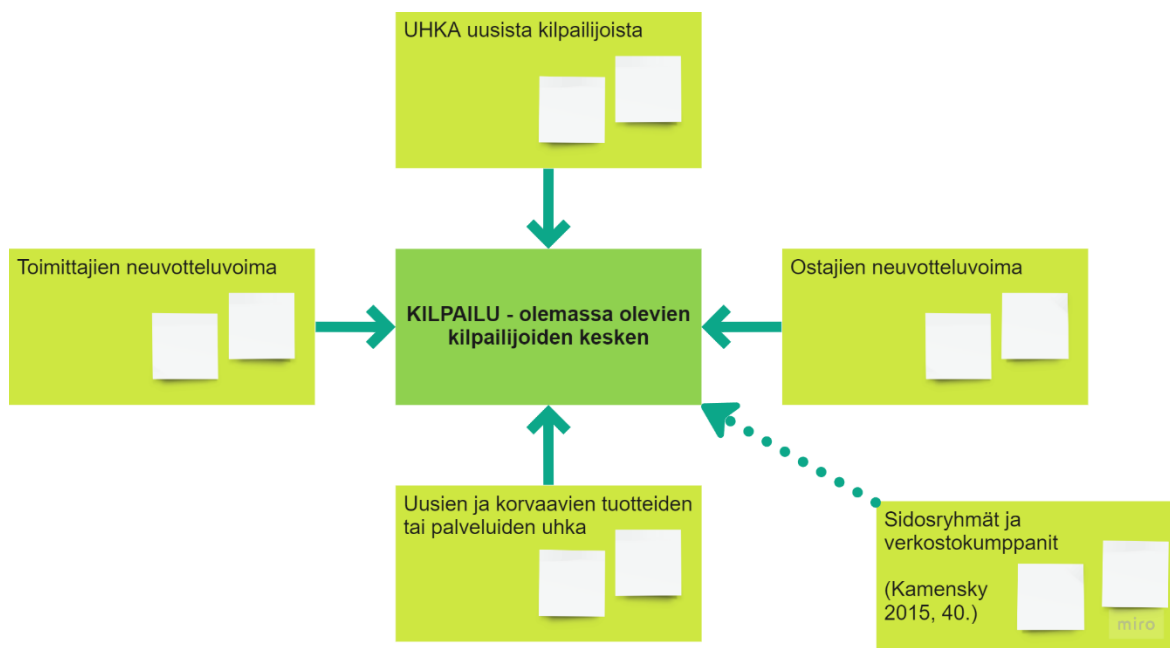 UHKA uusista kilpailijoista
Toimittajien neuvotteluvoima
KILPAILU - olemassa olevien
kilpailijoiden kesken
Ostajien neuvotteluvoima
Uusien ja korvaavien tuotteiden
tai palveluiden uhka
Sidosryhmät ja
verkostokumppanit
(Kamensky
2015, 40.)
miro